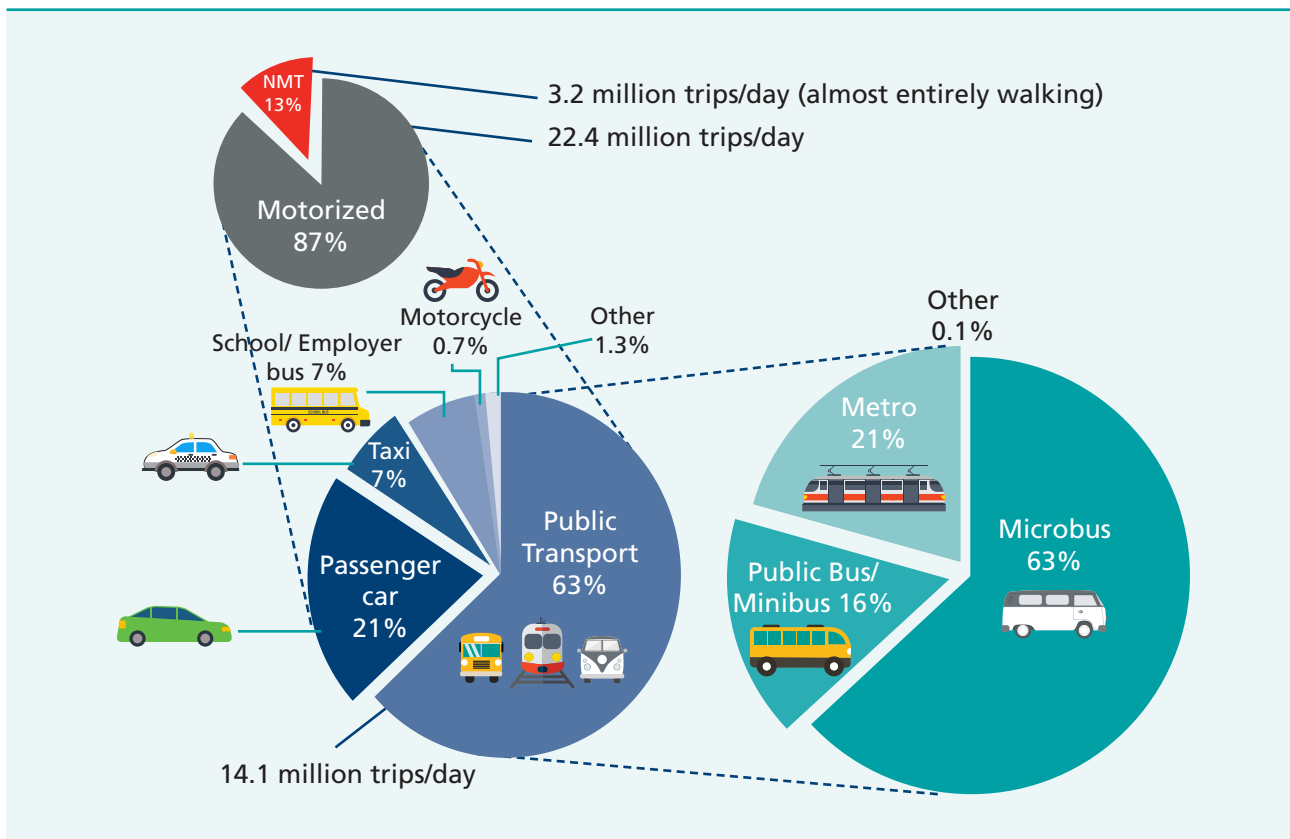 NMT
13%
3.2 million trips/day (almost entirely walking)
22.4 million trips/day
Motorized
87%
Motorcycle
0.7%
Other
1.3%
School/ Employer
bus 7%
SCHOOL BUS
Taxi
7%
Passenger
car
21%
Public
Transport
63%
14.1 million trips/day
Other
0.1%
Metro
21%
Microbus
63%
Public Bus/
Minibus 16%